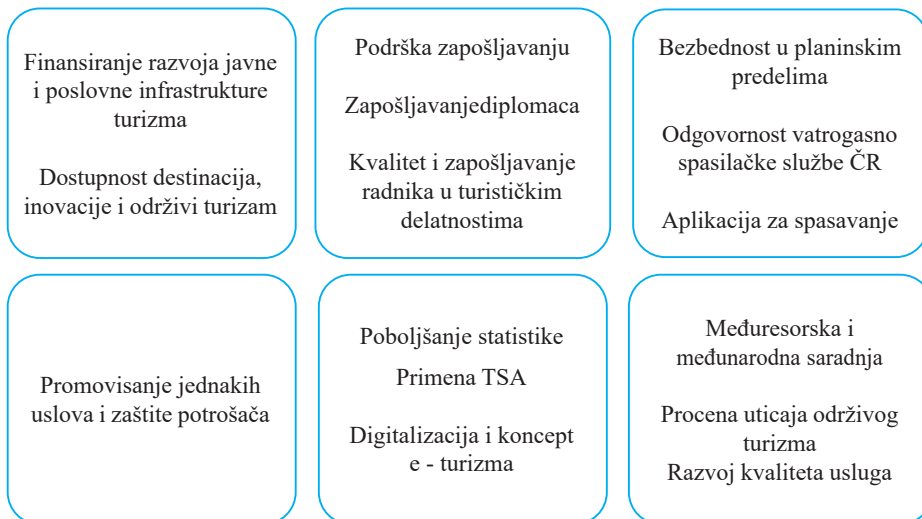 Finansiranje razvoja javne
i poslovne infrastrukture
turizma
Dostupnost destinacija,
inovacije i održivi turizam
Podrška zapošljavanju
Zapošljavanjediplomaca
Kvalitet i zapošljavanje
radnika u turističkim
delatnostima
Bezbednost u planinskim
predelima
Odgovornost vatrogasno
spasilačke službe ČR
Aplikacija za spasavanje
Promovisanje jednakih
uslova i zaštite potrošača
Poboljšanje statistike
Primena TSA
Digitalizacija i koncept
e - turizma
Međuresorska i
međunarodna saradnja
Procena uticaja održivog
turizma
Razvoj kvaliteta usluga